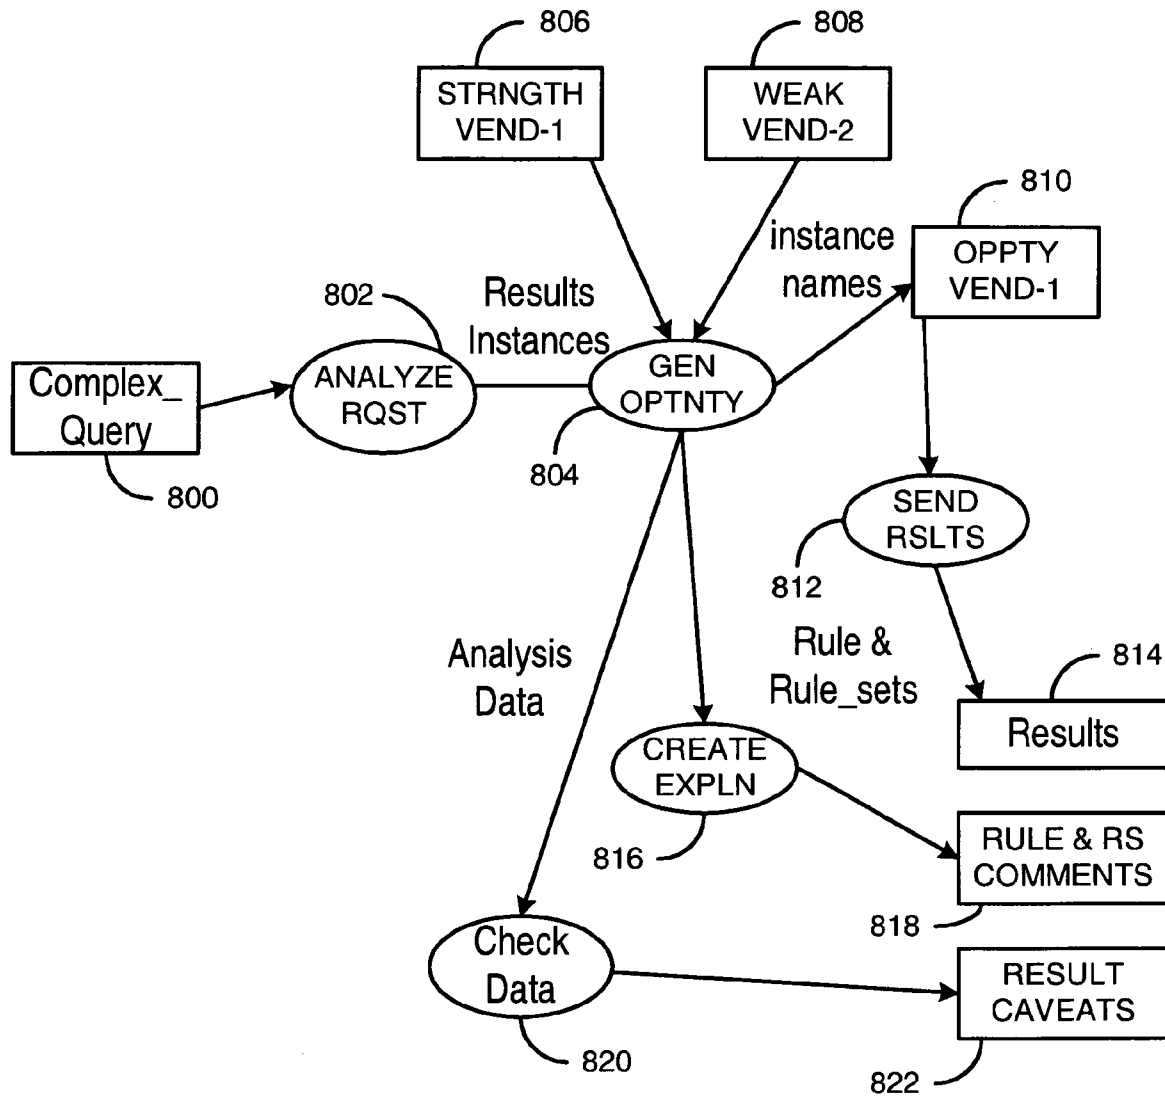 806
808
STRNGTH
VEND-1
WEAK
VEND-2
810
OPPTY
VEND-1
instance
names
802
Results
Instances
Complex_
Query
800
ANALYZE
RQST
GEN
OPTNTY
804
SEND
RSLTS
812
Analysis
Data
Rule &
Rule_sets
814
Results
CREATE
EXPLN
816
RULE & RS
COMMENTS
818
Check
Data
820
RESULT
CAVEATS
822